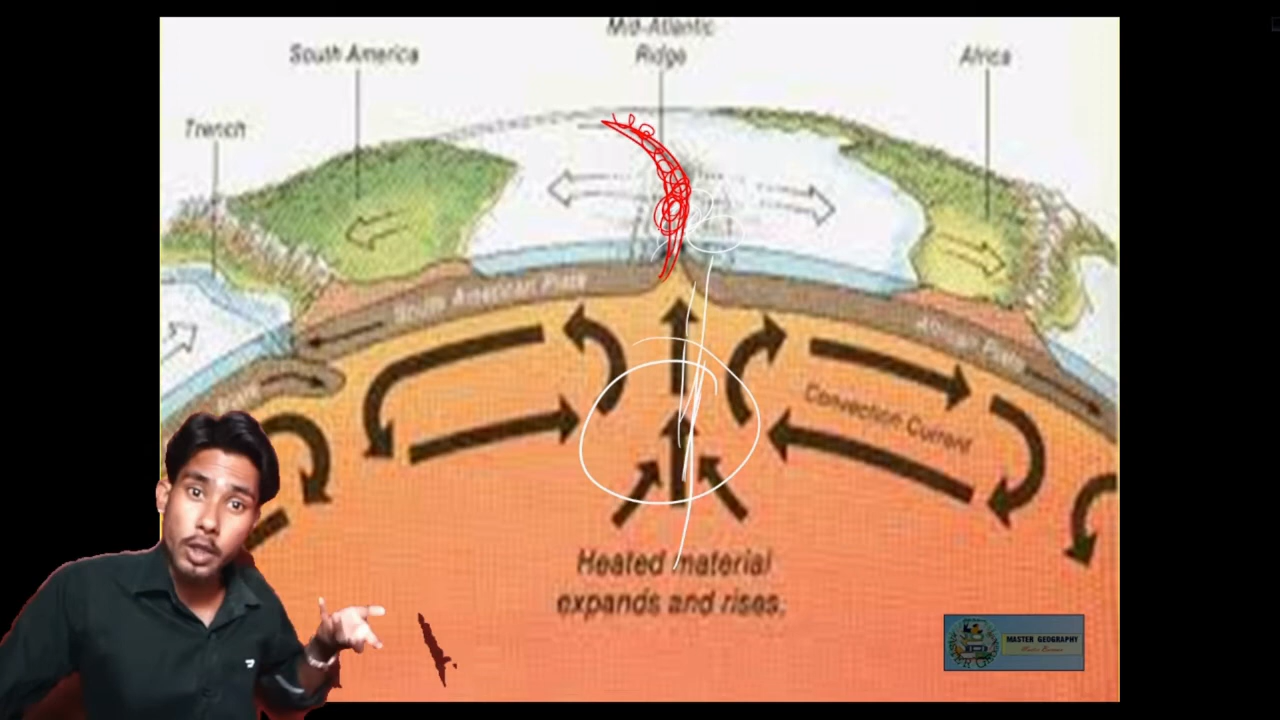 Mid-Atlantic
Ridge
South America
Africa
Trench
South American Plate
African Plate
Convection Current
Heated material
expands and rises.
MASTER GEOGRAPHY